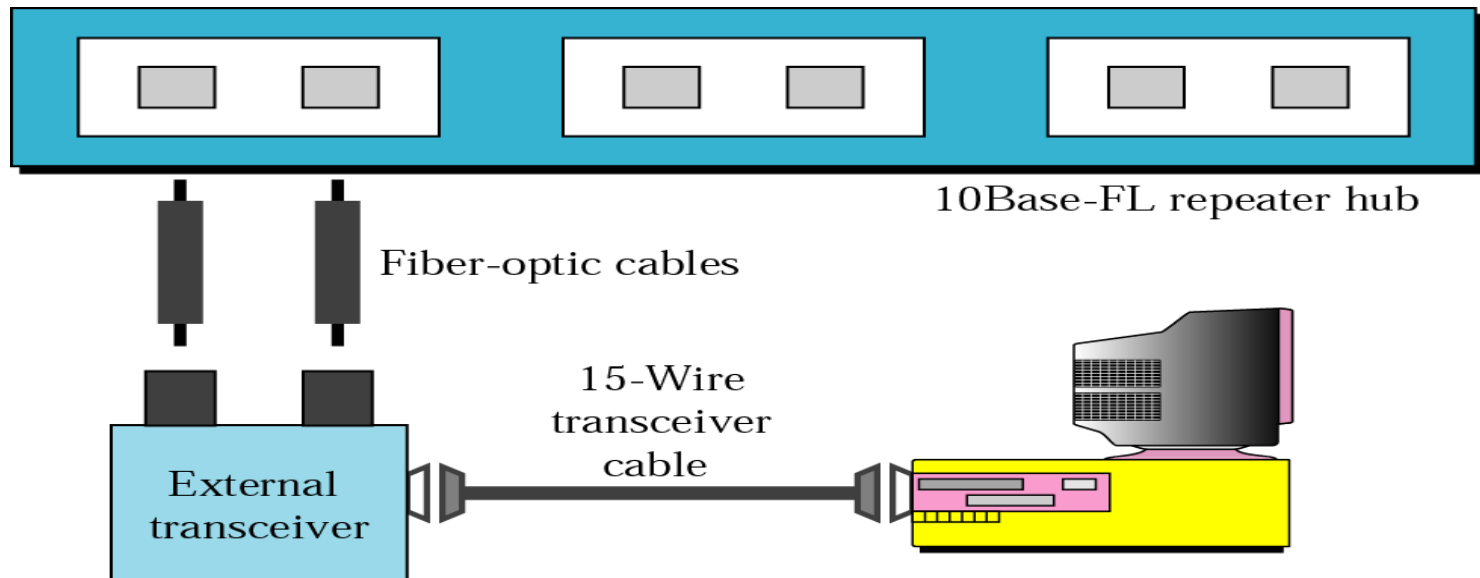 10Base-FL repeater hub
Fiber-optic cables
15-Wire
transceiver
cable
External
transceiver